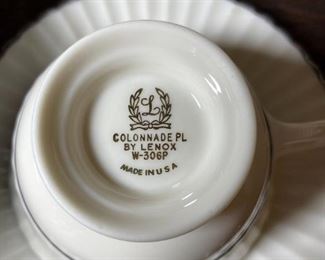 L
COLONNADE PL
BY LENOX
W-306P
MADE IN USA